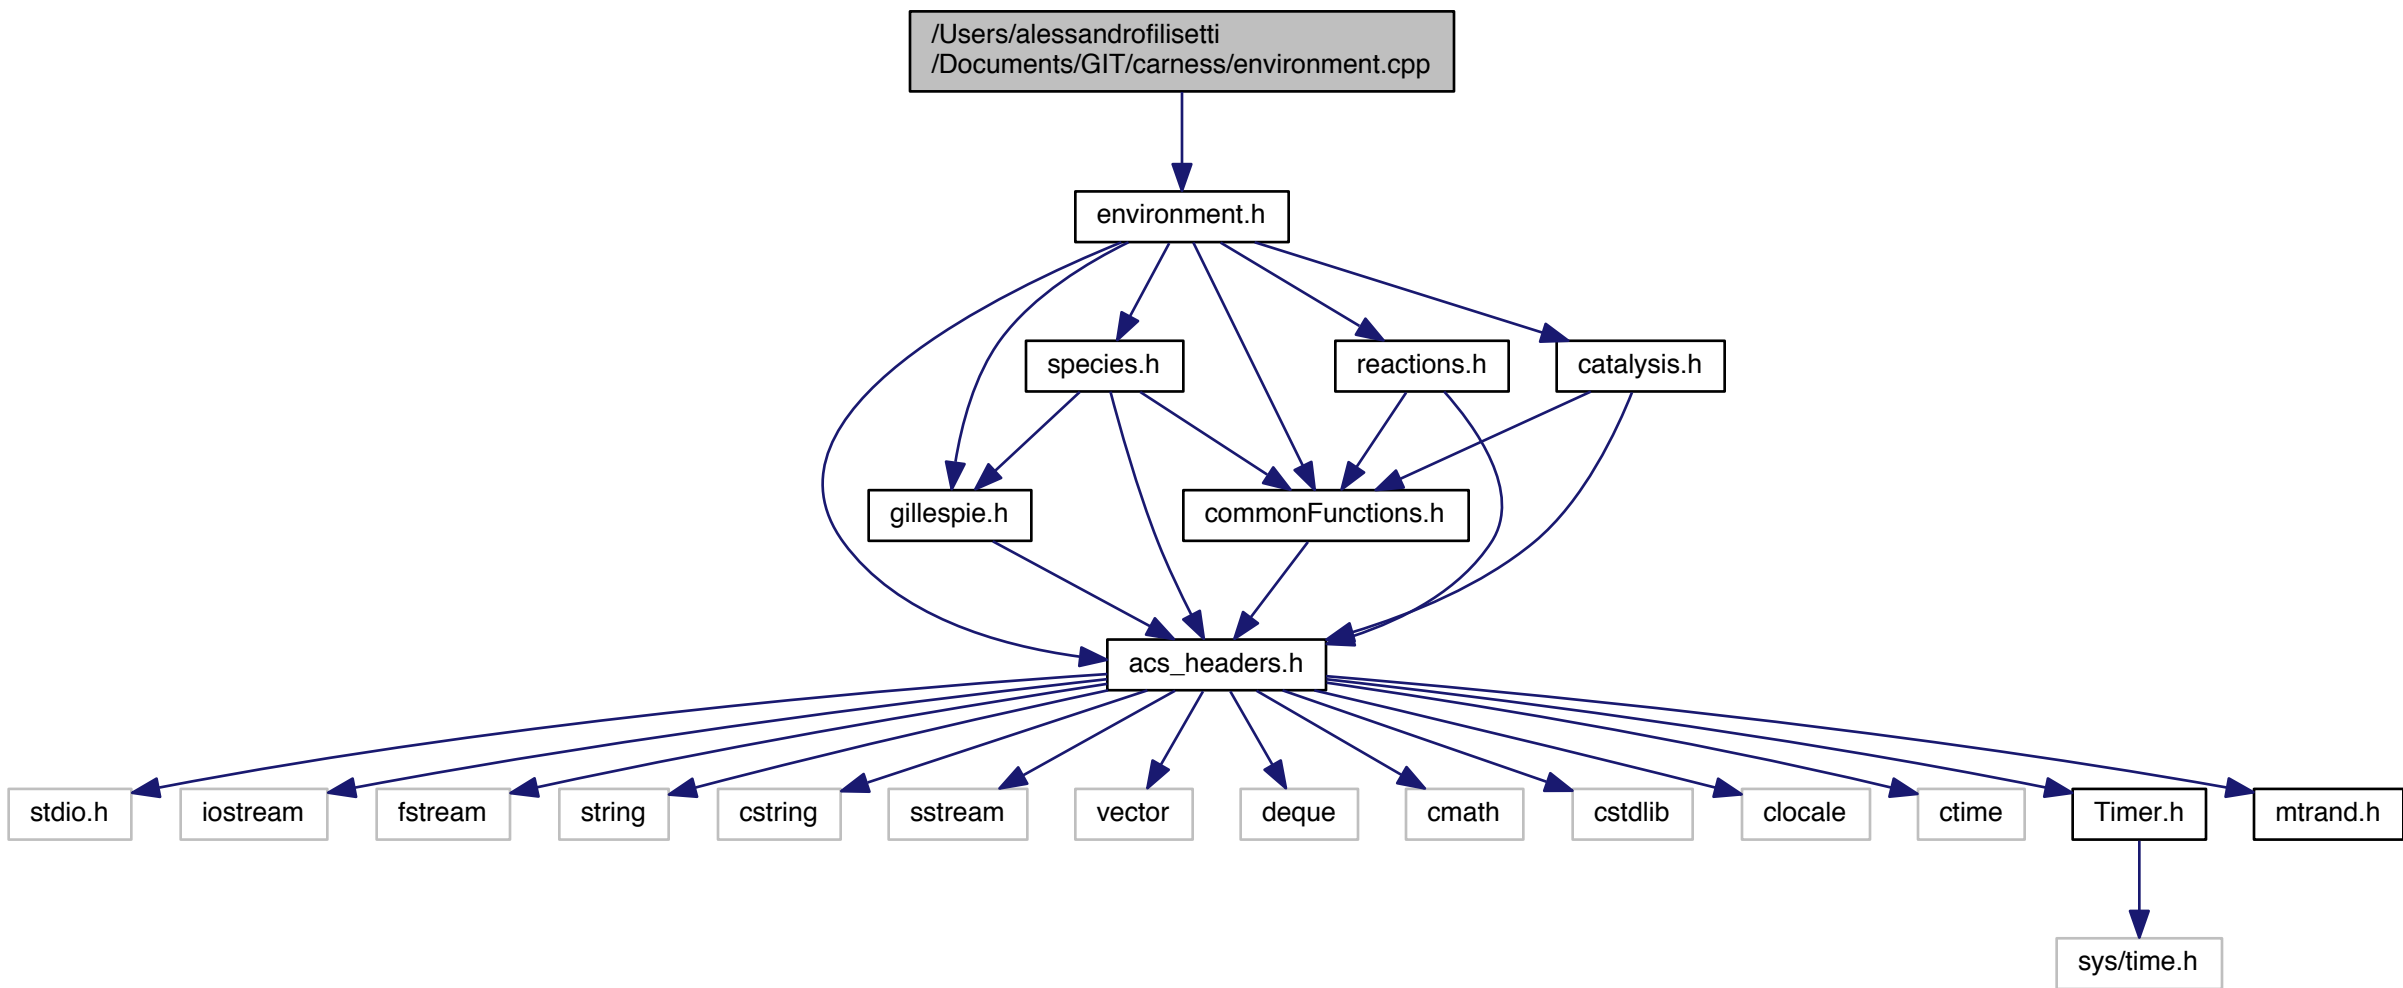 /Users/alessandrofilisetti
/Documents/GIT/carness/environment.cpp
environment.h
species.h
reactions.h
catalysis.h
gillespie.h
commonFunctions.h
acs_headers.h
stdio.h
iostream
fstream
string
cstring
sstream
vector
deque
cmath
cstdlib
clocale
ctime
Timer.h
mtrand.h
sys/time.h